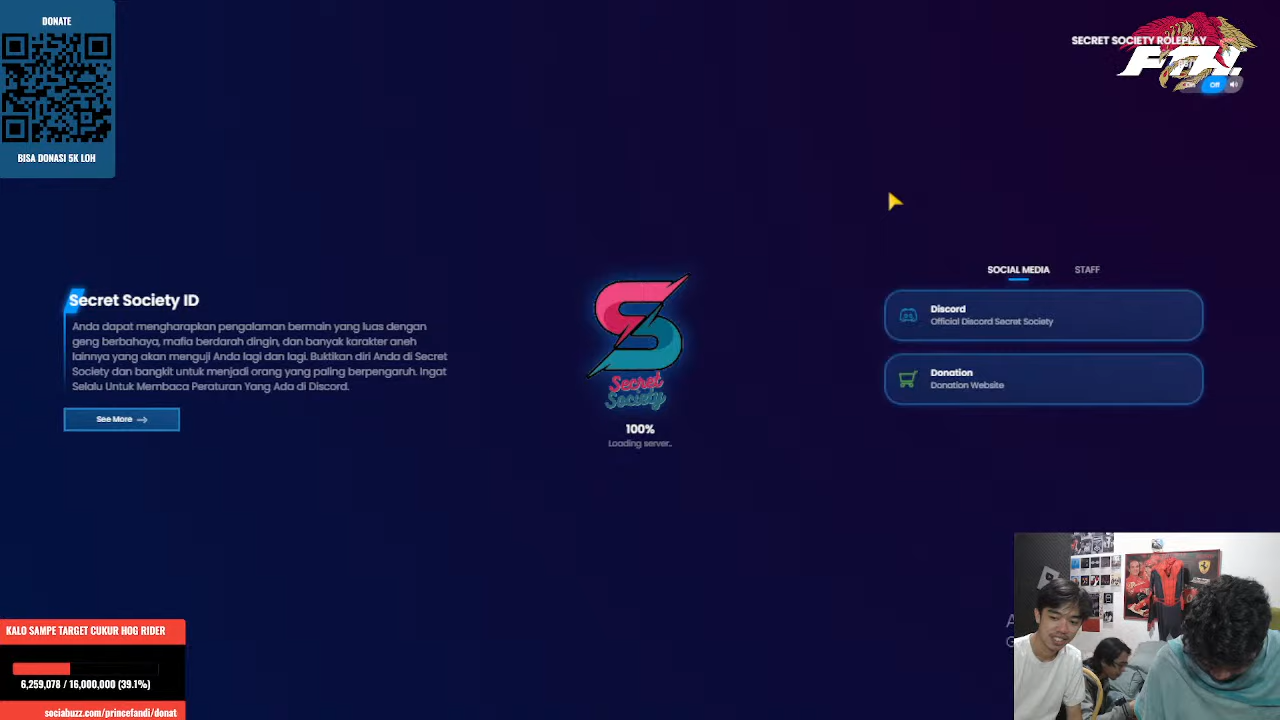 DONATE
BISA DONASI 5K LOH
SECRET SOCIETY ROLEPLAY
Off
Secret Society ID
Anda dapat mengharapkan pengalaman bermain yang luas dengan
geng berbahaya, mafia berdarah dingin, dan banyak karakter aneh
lainnya yang akan menguji Anda lagi dan lagi. Buktikan diri Anda di Secret
Society dan bangkit untuk menjadi orang yang paling berpengaruh. Ingat
Selalu Untuk Membaca Peraturan Yang Ada di Discord.
See More
Secret
Society
100%
Loading server..
SOCIAL MEDIA STAFF
Discord
Official Discord Secret Society
Donation
Donation Website
KALO SAMPE TARGET CUKUR HOG RIDER
6,259,078 / 16,000,000 (39.1%)
sociabuzz.com/princefandi/donat